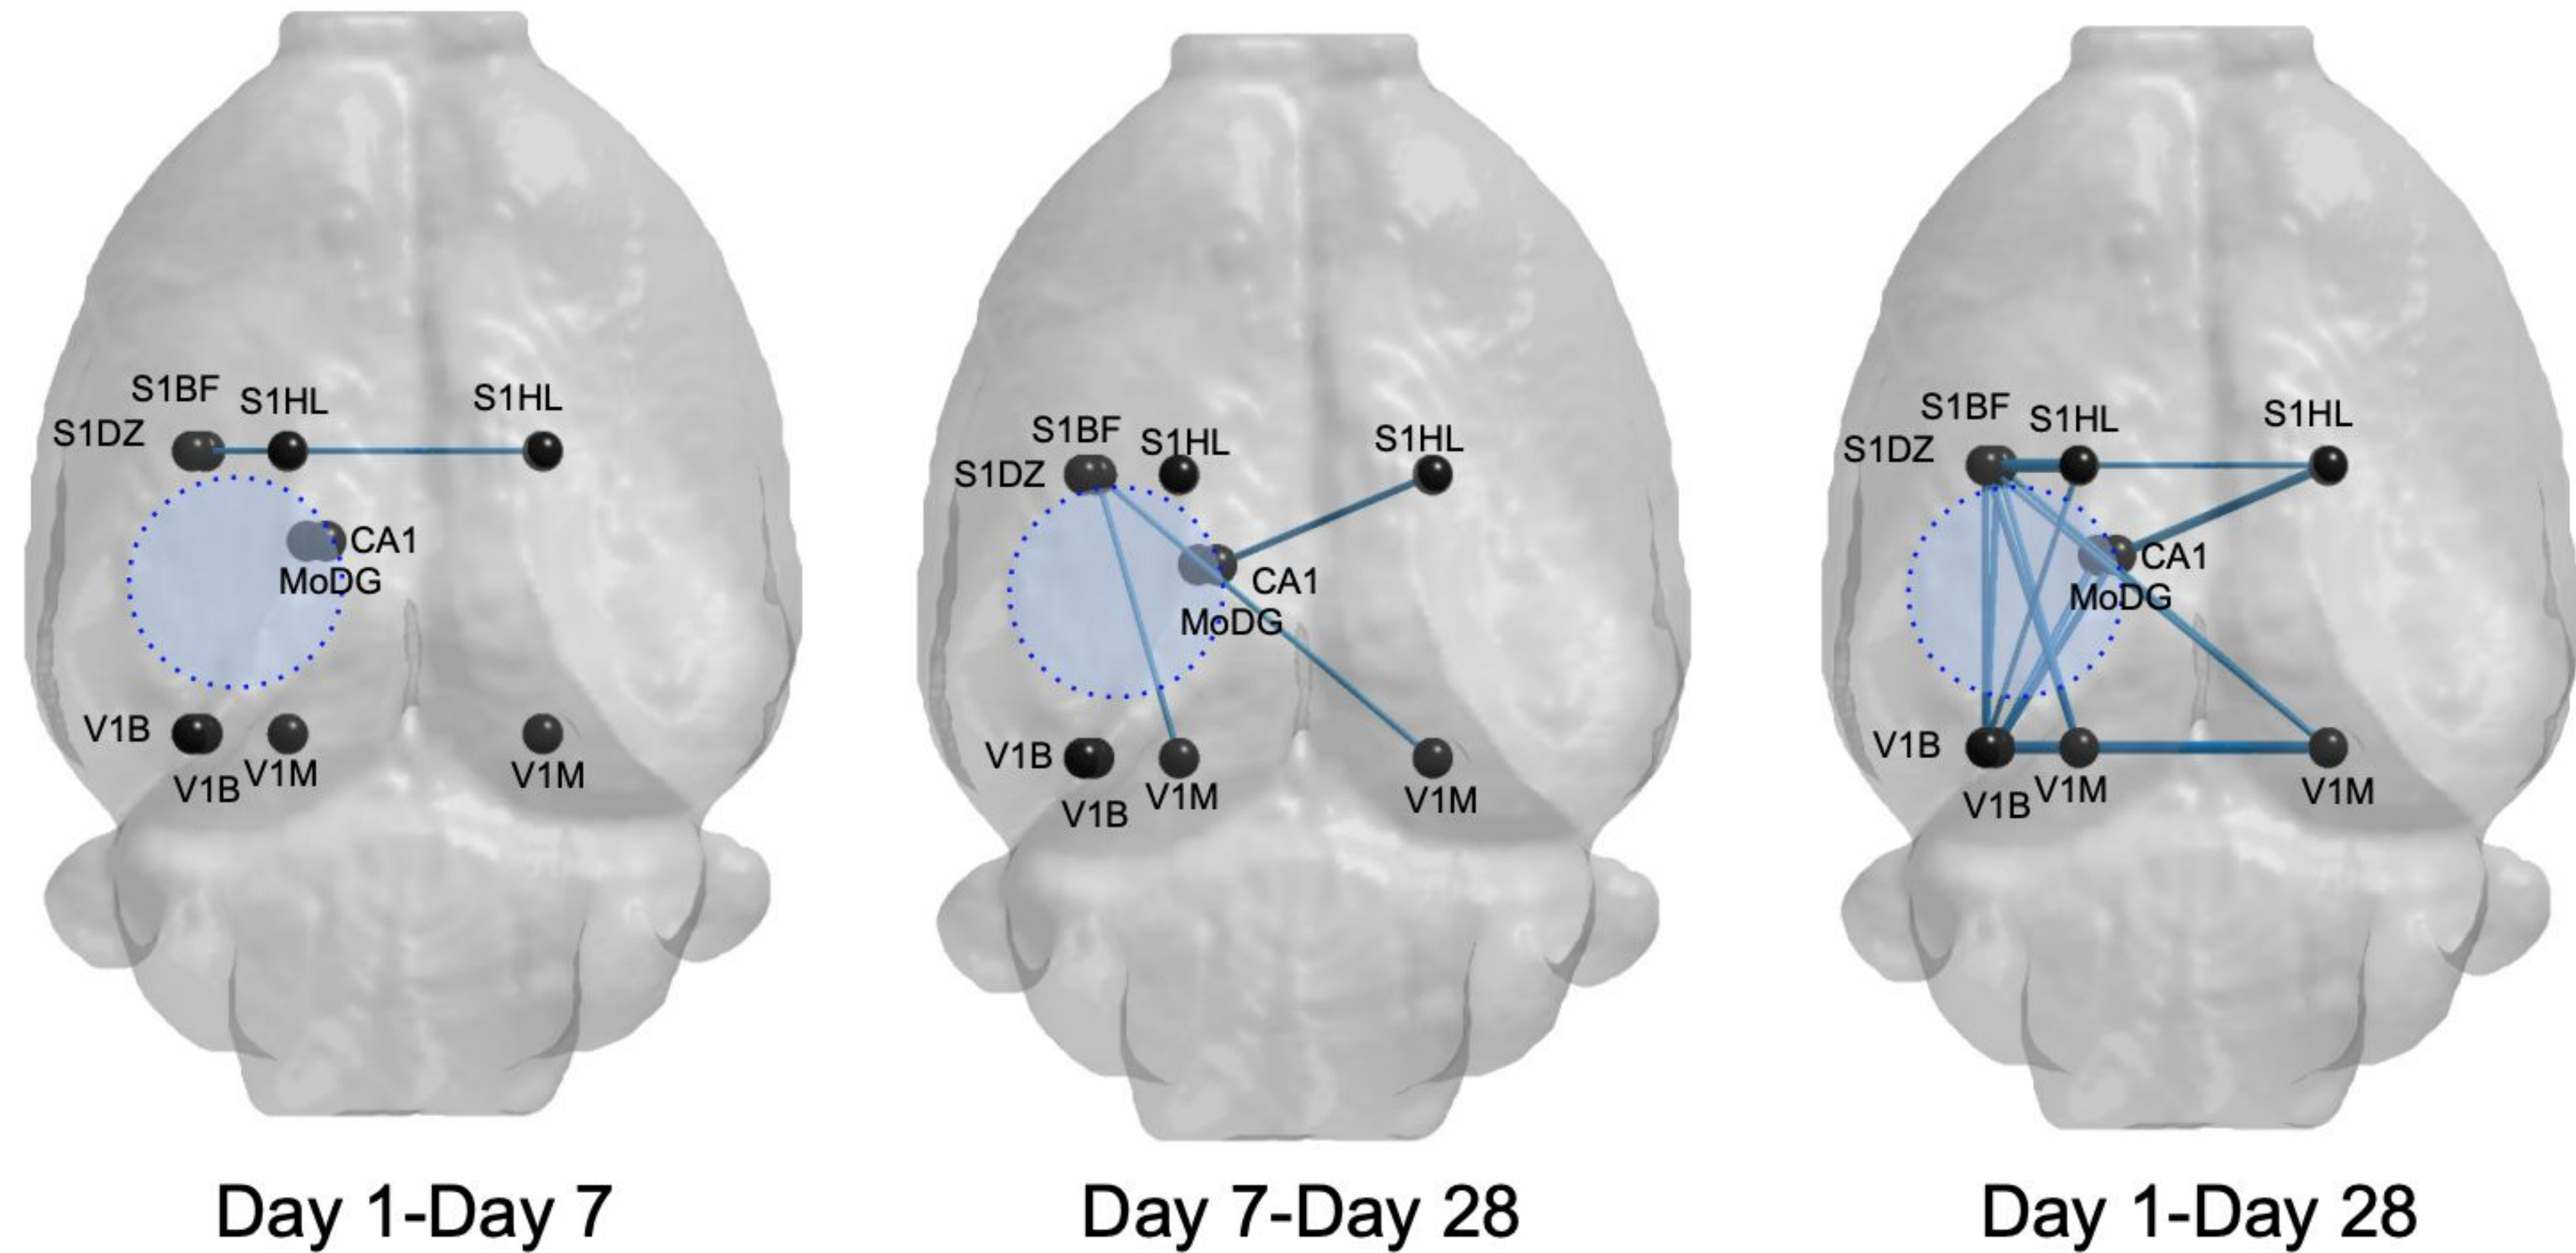 S1BF
S1HL
S1HL
S1DZ
CA1
MoDG
V1B
V1B
V1M
V1M
Day 1-Day 7
S1BF
S1HL
S1HL
S1DZ
CA1
MoDG
V1B
V1B
V1M
V1M
Day 7-Day 28
S1BF
S1HL
S1HL
S1DZ
CA1
MoDG
V1B
V1B
V1M
V1M
Day 1-Day 28